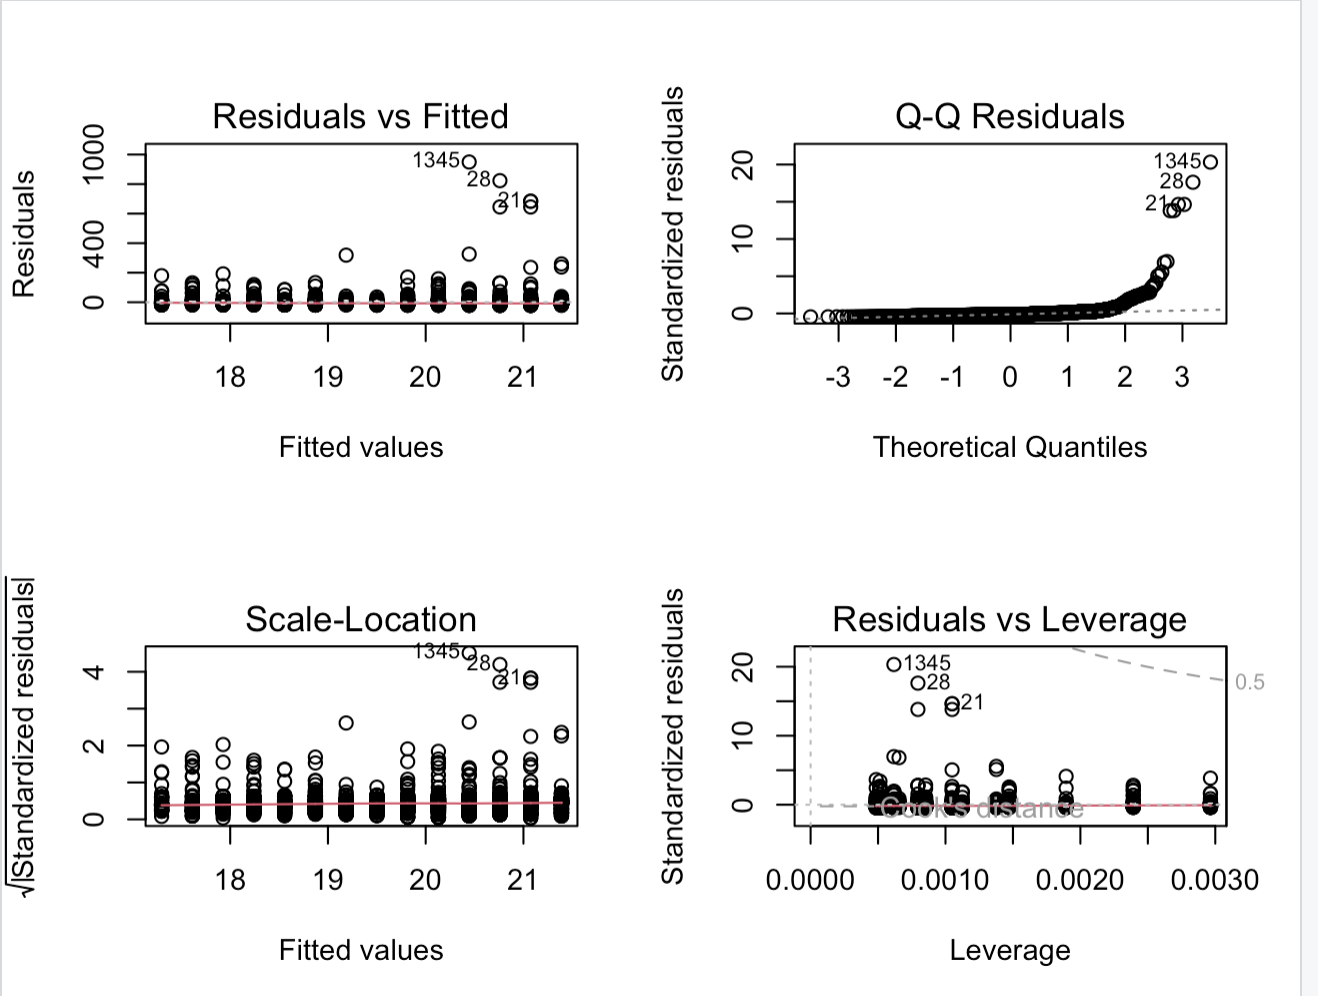 Residuals vs Fitted
Residuals
1000
400
0
1345
28
21
18 19 20 21
Fitted values
Q-Q Residuals
Standardized residuals
20
10
0
1345
28
21
-3 -2 -1 0 1 2 3
Theoretical Quantiles
Scale-Location
√|Standardized residuals|
4
2
0
1345
28
21
18 19 20 21
Fitted values
Residuals vs Leverage
Standardized residuals
20
10
0
1345
28
21
0.5
Cook's distance
0.0000 0.0010 0.0020 0.0030
Leverage